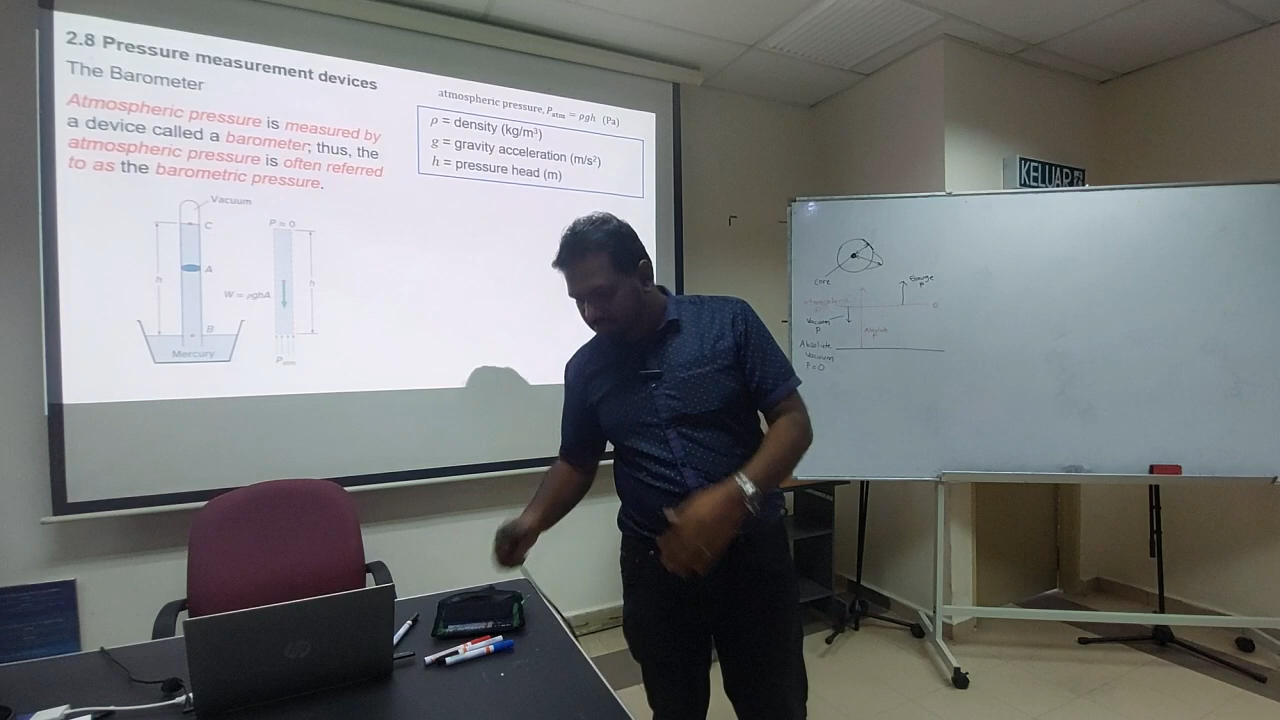 2.8 Pressure measurement devices
The Barometer
Atmospheric pressure is measured by
a device called a barometer; thus, the
atmospheric pressure is often referred
to as the barometric pressure.
atmospheric pressure, Patm = ρgh (Pa)
ρ = density (kg/m³)
g = gravity acceleration (m/s²)
h = pressure head (m)
Vacuum
C
A
h
B
Mercury
P = 0
W = ρghA
h
Patm
KELUAR
Core
Gauge
P
0
Vacuum
P
Absolute
P
Absolute
Vacuum
P=0
hp